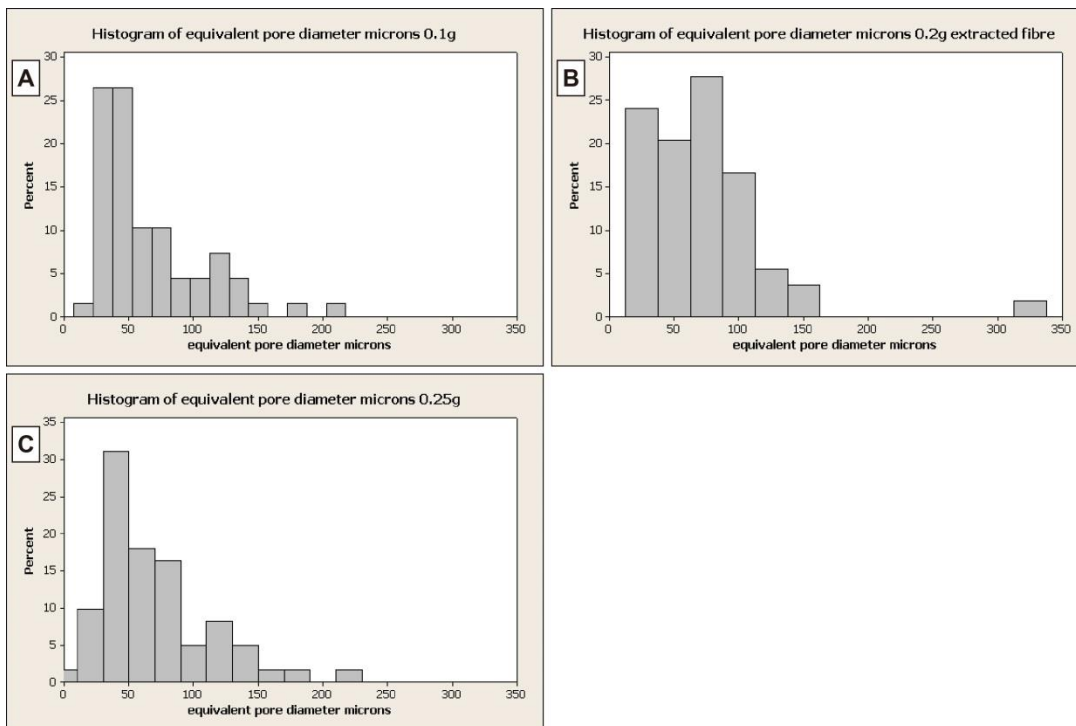 Histogram of equivalent pore diameter microns 0.1g
A
30
25
20
15
10
5
0
Percent
0 50 100 150 200 250 300 350
equivalent pore diameter microns
Histogram of equivalent pore diameter microns 0.2g extracted fibre
B
30
25
20
15
10
5
0
Percent
0 50 100 150 200 250 300 350
equivalent pore diameter microns
Histogram of equivalent pore diameter microns 0.25g
C
35
30
25
20
15
10
5
0
Percent
0 50 100 150 200 250 300 350
equivalent pore diameter microns